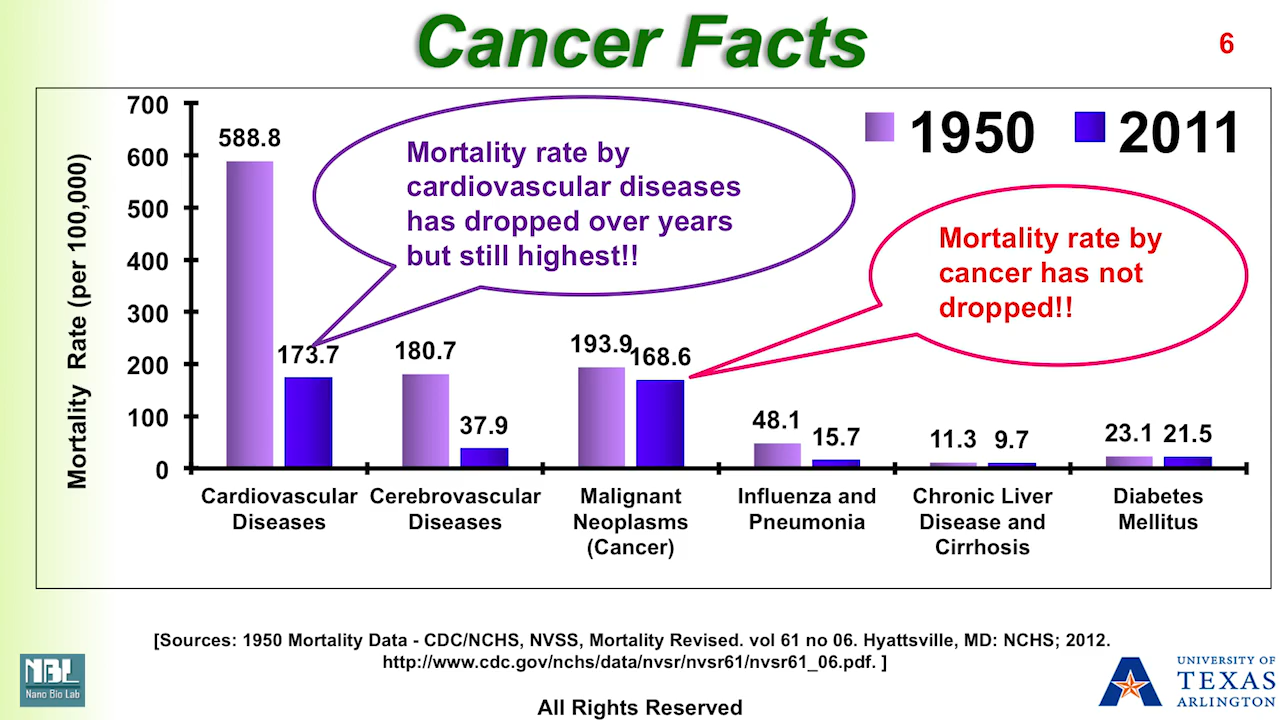 Cancer Facts
6
700
600
500
400
300
200
100
0
Mortality Rate (per 100,000)
1950
2011
Mortality rate by
cardiovascular diseases
has dropped over years
but still highest!!
Mortality rate by
cancer has not
dropped!!
588.8
173.7
180.7
37.9
193.9
168.6
48.1
15.7
11.3
9.7
23.1
21.5
Cardiovascular
Diseases
Cerebrovascular
Diseases
Malignant
Neoplasms
(Cancer)
Influenza and
Pneumonia
Chronic Liver
Disease and
Cirrhosis
Diabetes
Mellitus
[Sources: 1950 Mortality Data - CDC/NCHS, NVSS, Mortality Revised. vol 61 no 06. Hyattsville, MD: NCHS; 2012.
http://www.cdc.gov/nchs/data/nvsr/nvsr61/nvsr61_06.pdf. ]
All Rights Reserved
NBL
Nano Bio Lab
UNIVERSITY OF
TEXAS
ARLINGTON